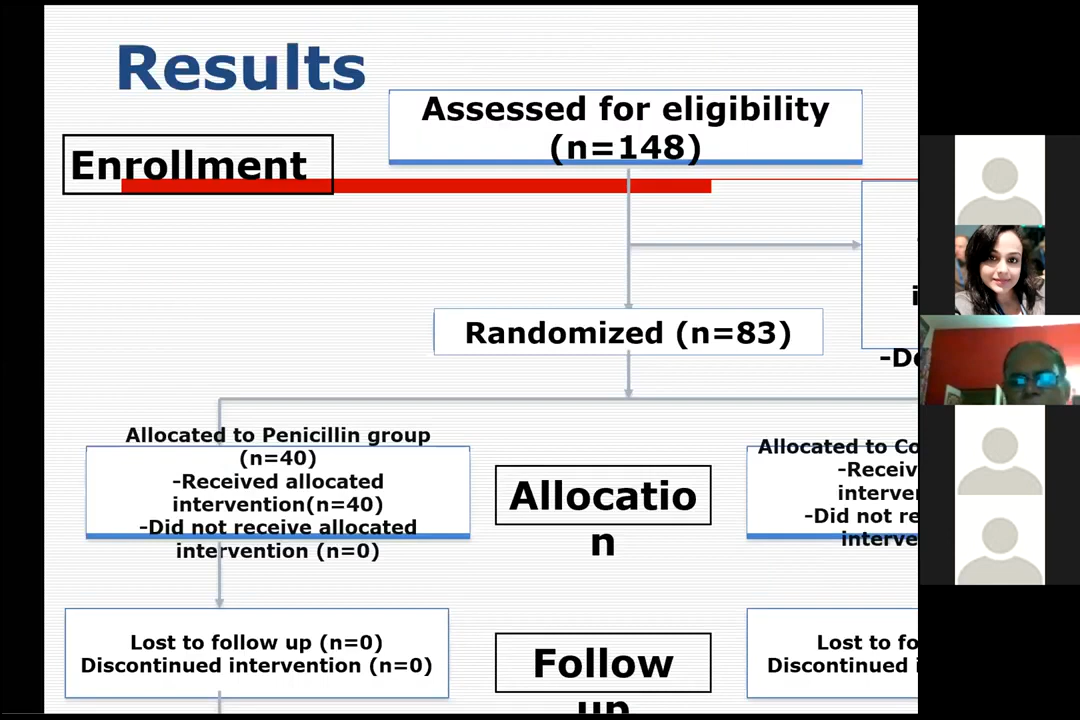 Results
Assessed for eligibility
(n=148)
Enrollment
Randomized (n=83)
Allocated to Penicillin group
(n=40)
-Received allocated
intervention(n=40)
-Did not receive allocated
intervention (n=0)
Allocatio
n
Allocated to Co
-Receiv
interver
-Did not re
interve
Lost to follow up (n=0)
Discontinued intervention (n=0)
Follow
up
Lost to fo
Discontinued i